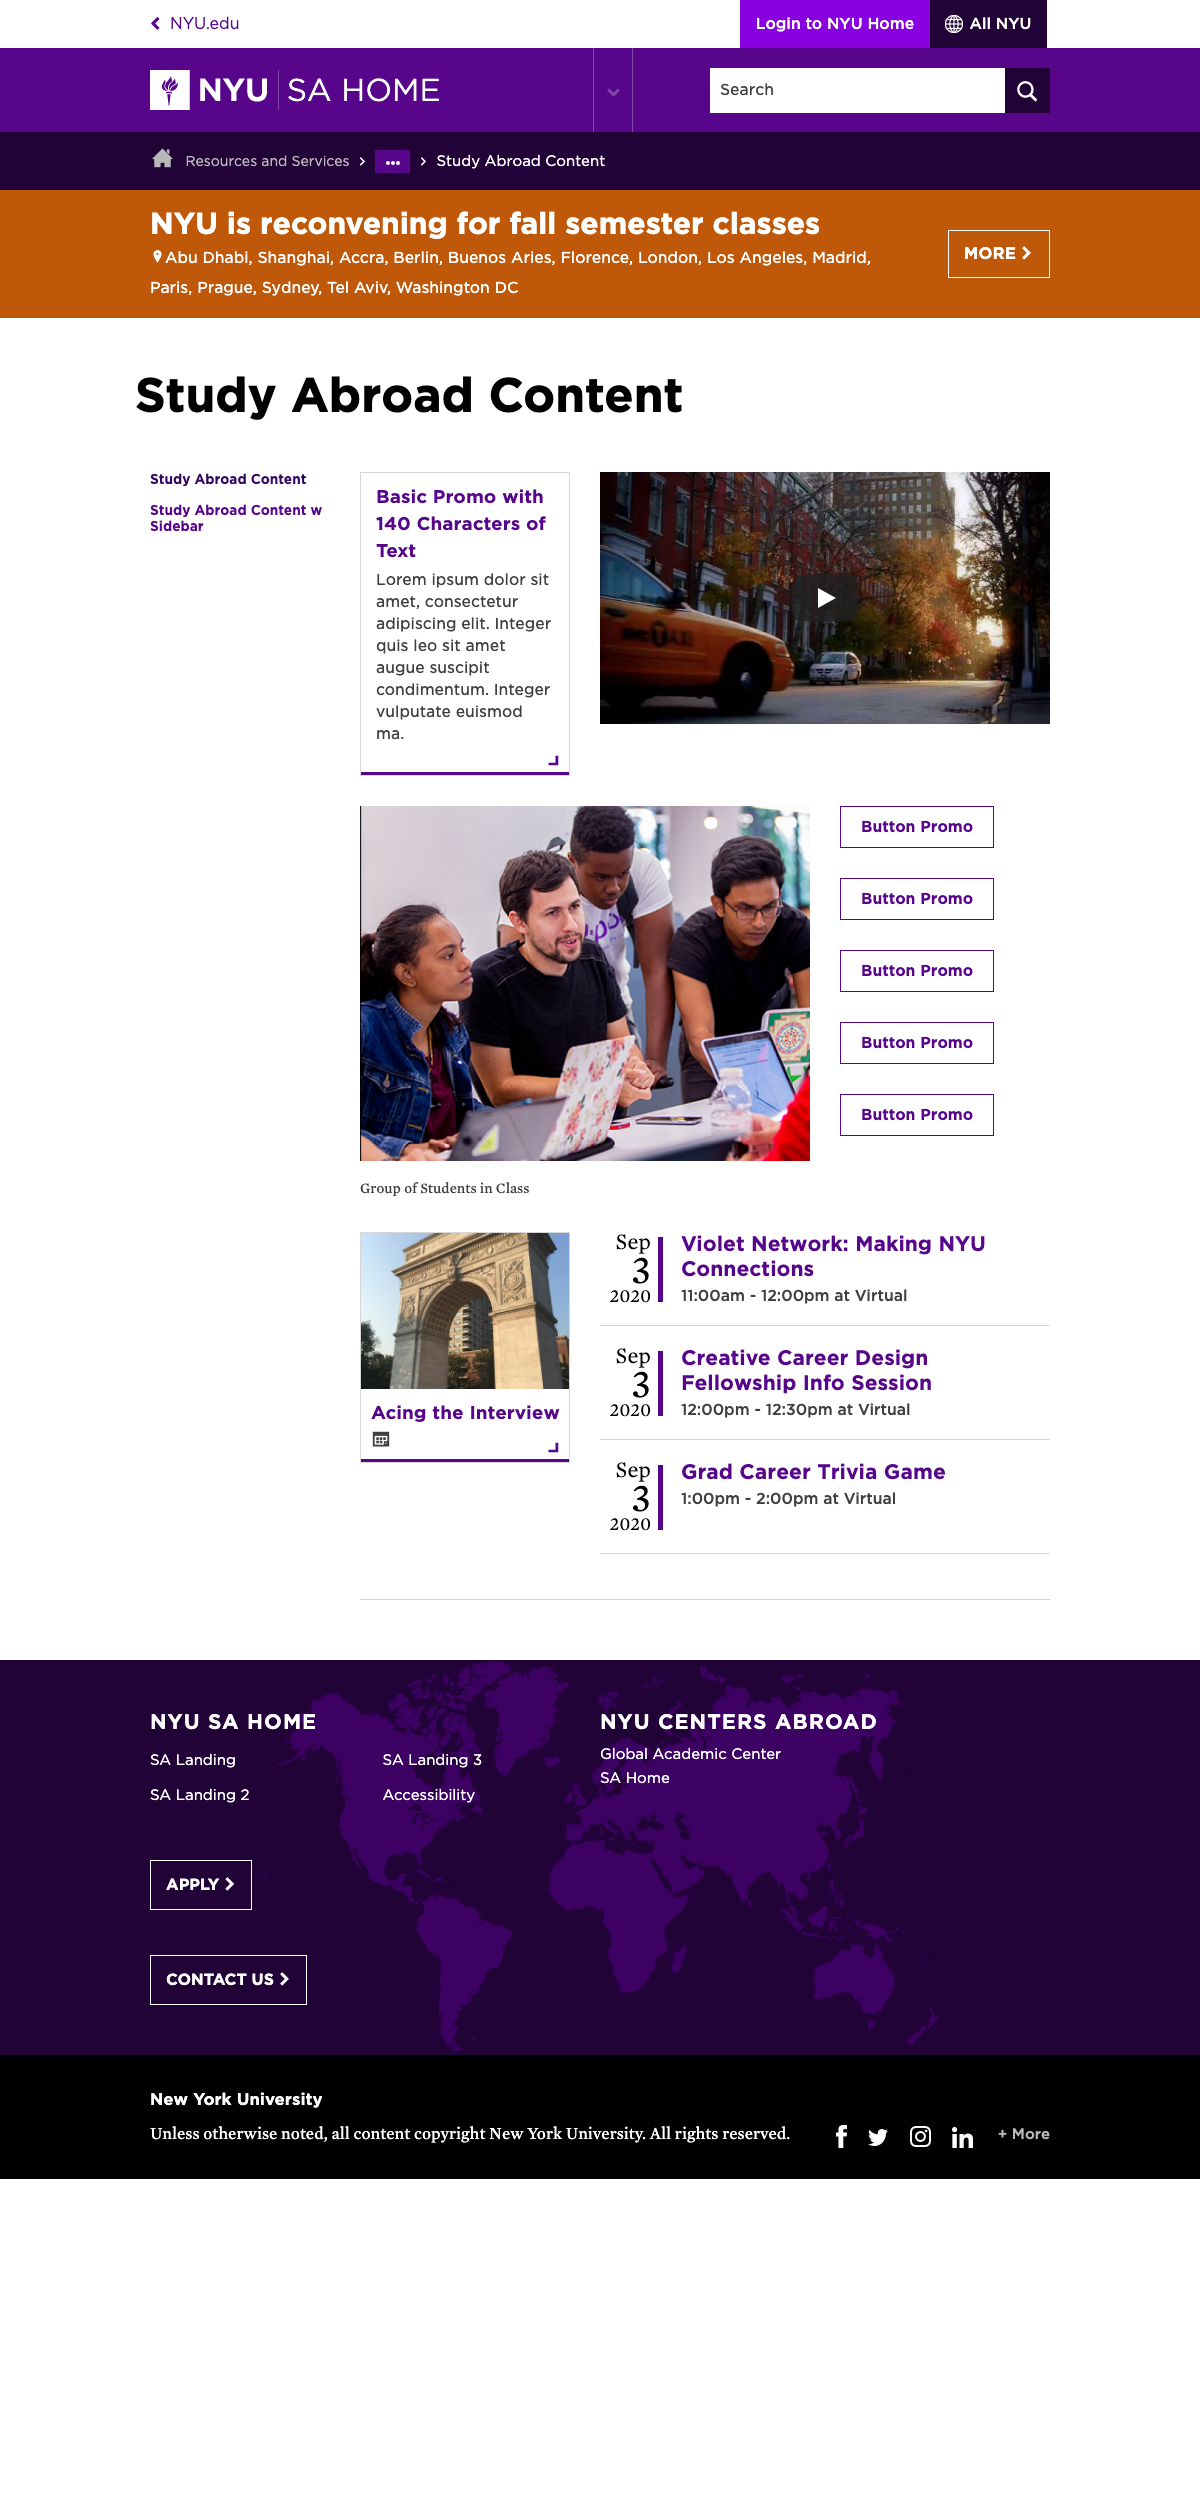 NYU.edu
Login to NYU Home
All NYU
NYU SA HOME
Search
Resources and Services
Study Abroad Content
NYU is reconvening for fall semester classes
Abu Dhabi, Shanghai, Accra, Berlin, Buenos Aries, Florence, London, Los Angeles, Madrid,
Paris, Prague, Sydney, Tel Aviv, Washington DC
MORE
Study Abroad Content
Study Abroad Content
Study Abroad Content w
Sidebar
Basic Promo with
140 Characters of
Text
Lorem ipsum dolor sit
amet, consectetur
adipiscing elit. Integer
quis leo sit amet
augue suscipit
condimentum. Integer
vulputate euismod
ma.
Button Promo
Button Promo
Button Promo
Button Promo
Button Promo
Group of Students in Class
Acing the Interview
Sep
3
2020
Violet Network: Making NYU
Connections
11:00am - 12:00pm at Virtual
Sep
3
2020
Creative Career Design
Fellowship Info Session
12:00pm - 12:30pm at Virtual
Sep
3
2020
Grad Career Trivia Game
1:00pm - 2:00pm at Virtual
NYU SA HOME
SA Landing
SA Landing 3
SA Landing 2
Accessibility
NYU CENTERS ABROAD
Global Academic Center
SA Home
APPLY
CONTACT US
New York University
Unless otherwise noted, all content copyright New York University. All rights reserved.
+ More